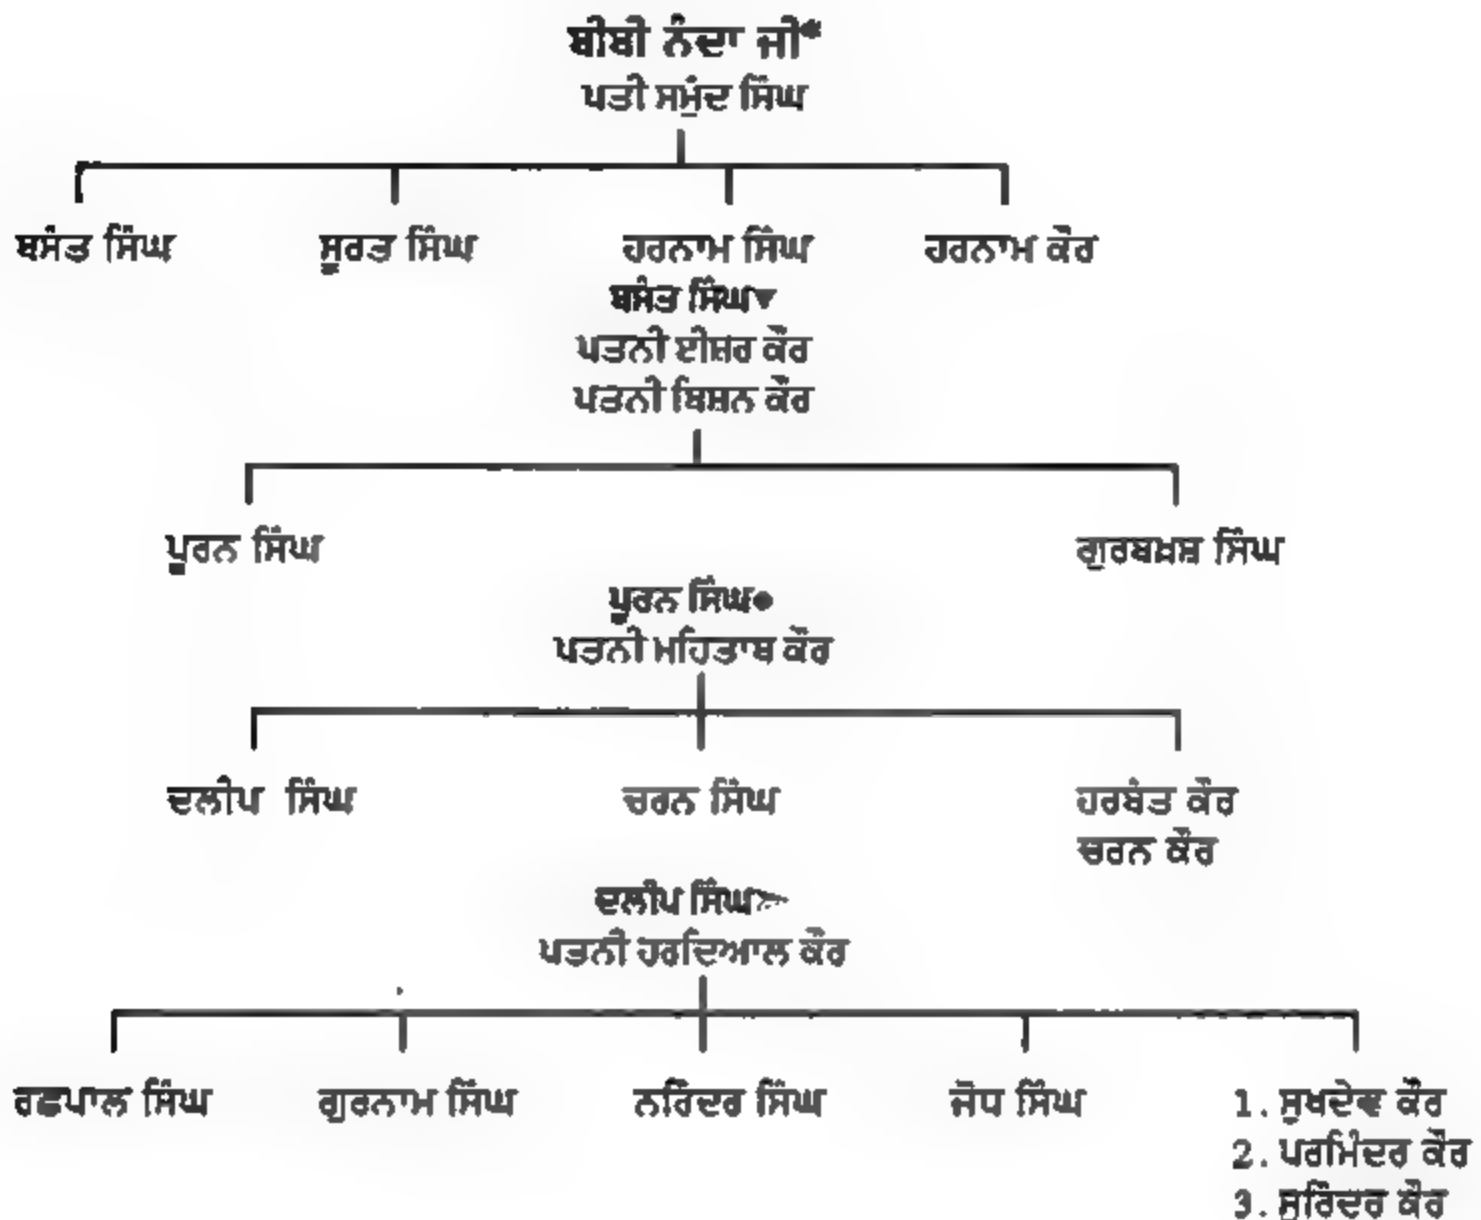 ਬੀਬੀ ਨੰਦਾ ਜੀ*
ਪਤੀ ਸਮੁੰਦ ਸਿੰਘ
ਬਸੰਤ ਸਿੰਘ ਸੂਰਤ ਸਿੰਘ ਹਰਨਾਮ ਸਿੰਘ ਹਰਨਾਮ ਕੌਰ
ਬਸੰਤ ਸਿੰਘ▼
ਪਤਨੀ ਈਸ਼ਰ ਕੌਰ
ਪਤਨੀ ਬਿਸ਼ਨ ਕੌਰ
ਪੂਰਨ ਸਿੰਘ ਗੁਰਬਖ਼ਸ਼ ਸਿੰਘ
ਪੂਰਨ ਸਿੰਘ●
ਪਤਨੀ ਮਹਿਤਾਬ ਕੌਰ
ਦਲੀਪ ਸਿੰਘ ਚਰਨ ਸਿੰਘ ਹਰਬੰਤ ਕੌਰ
ਚਰਨ ਕੌਰ
ਦਲੀਪ ਸਿੰਘ➣
ਪਤਨੀ ਹਰਦਿਆਲ ਕੌਰ
ਰਛਪਾਲ ਸਿੰਘ ਗੁਰਨਾਮ ਸਿੰਘ ਨਰਿੰਦਰ ਸਿੰਘ ਜੋਧ ਸਿੰਘ 1. ਸੁਖਦੇਵ ਕੌਰ
2. ਪਰਮਿੰਦਰ ਕੌਰ
3. ਸੁਰਿੰਦਰ ਕੌਰ